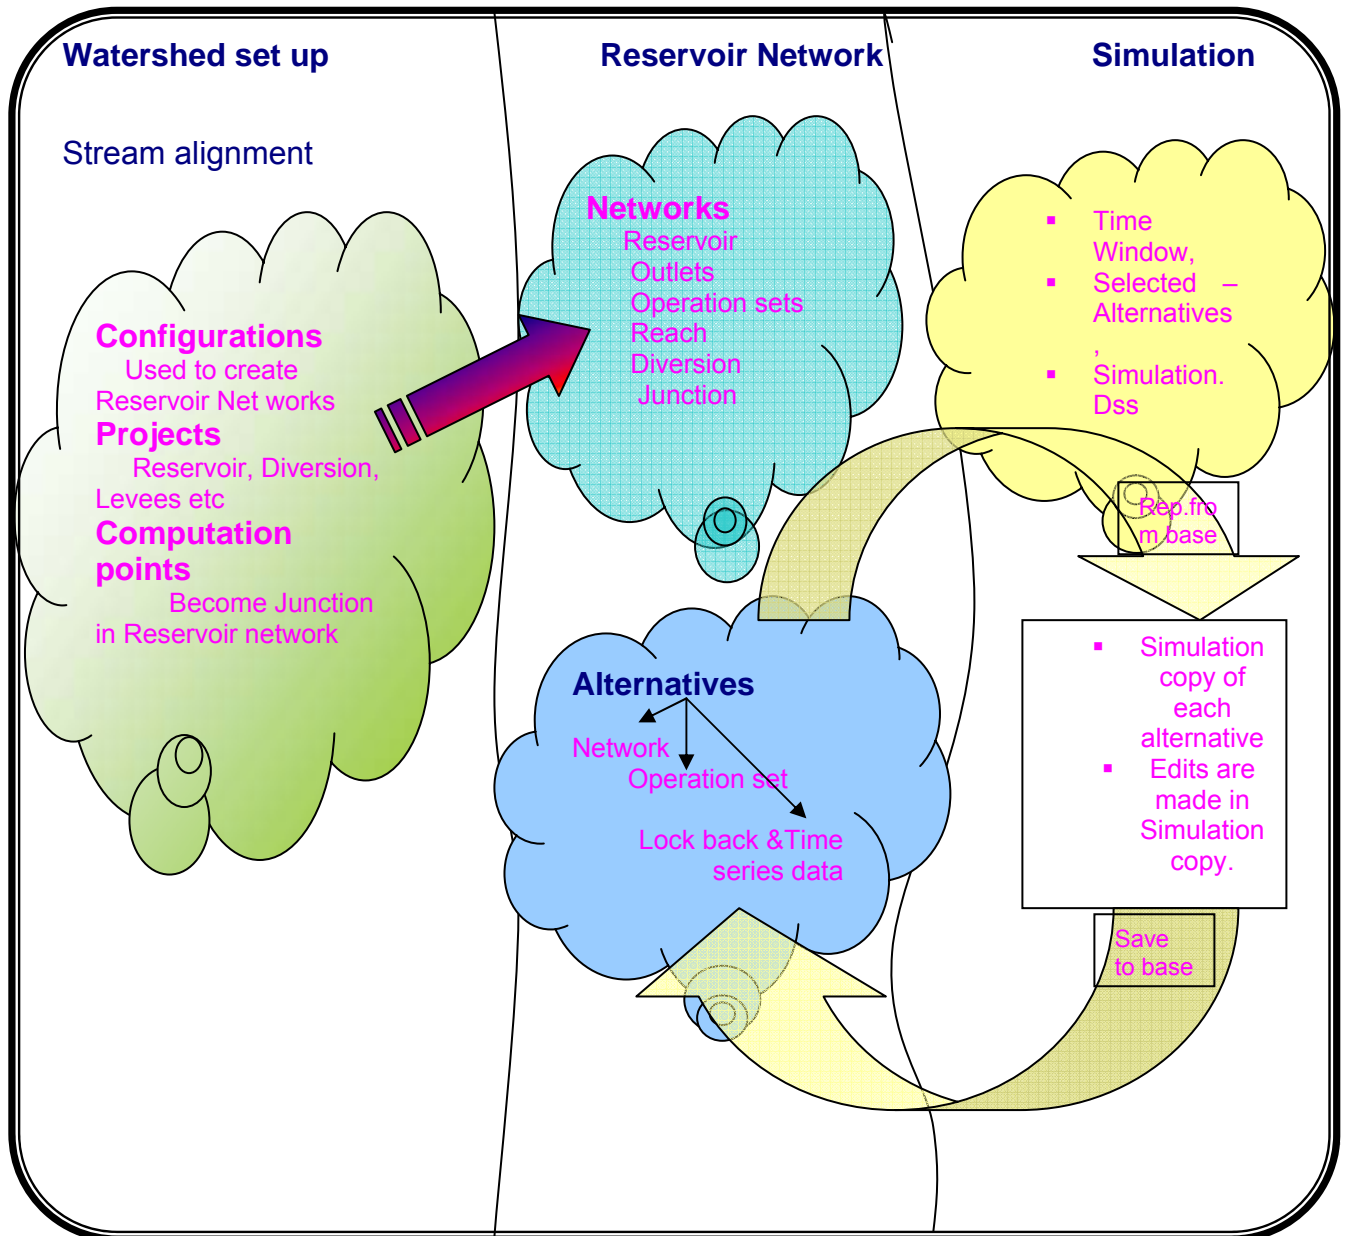 Watershed set up
Stream alignment
Configurations
Used to create
Reservoir Net works
Projects
Reservoir, Diversion,
Levees etc
Computation
points
Become Junction
in Reservoir network
Reservoir Network
Networks
Reservoir
Outlets
Operation sets
Reach
Diversion
Junction
Alternatives
Network
Operation set
Lock back &Time
series data
Simulation
▪ Time
Window,
▪ Selected –
Alternatives
,
▪ Simulation.
Dss
Rep.fro
m base
▪ Simulation
copy of
each
alternative
▪ Edits are
made in
Simulation
copy.
Save
to base